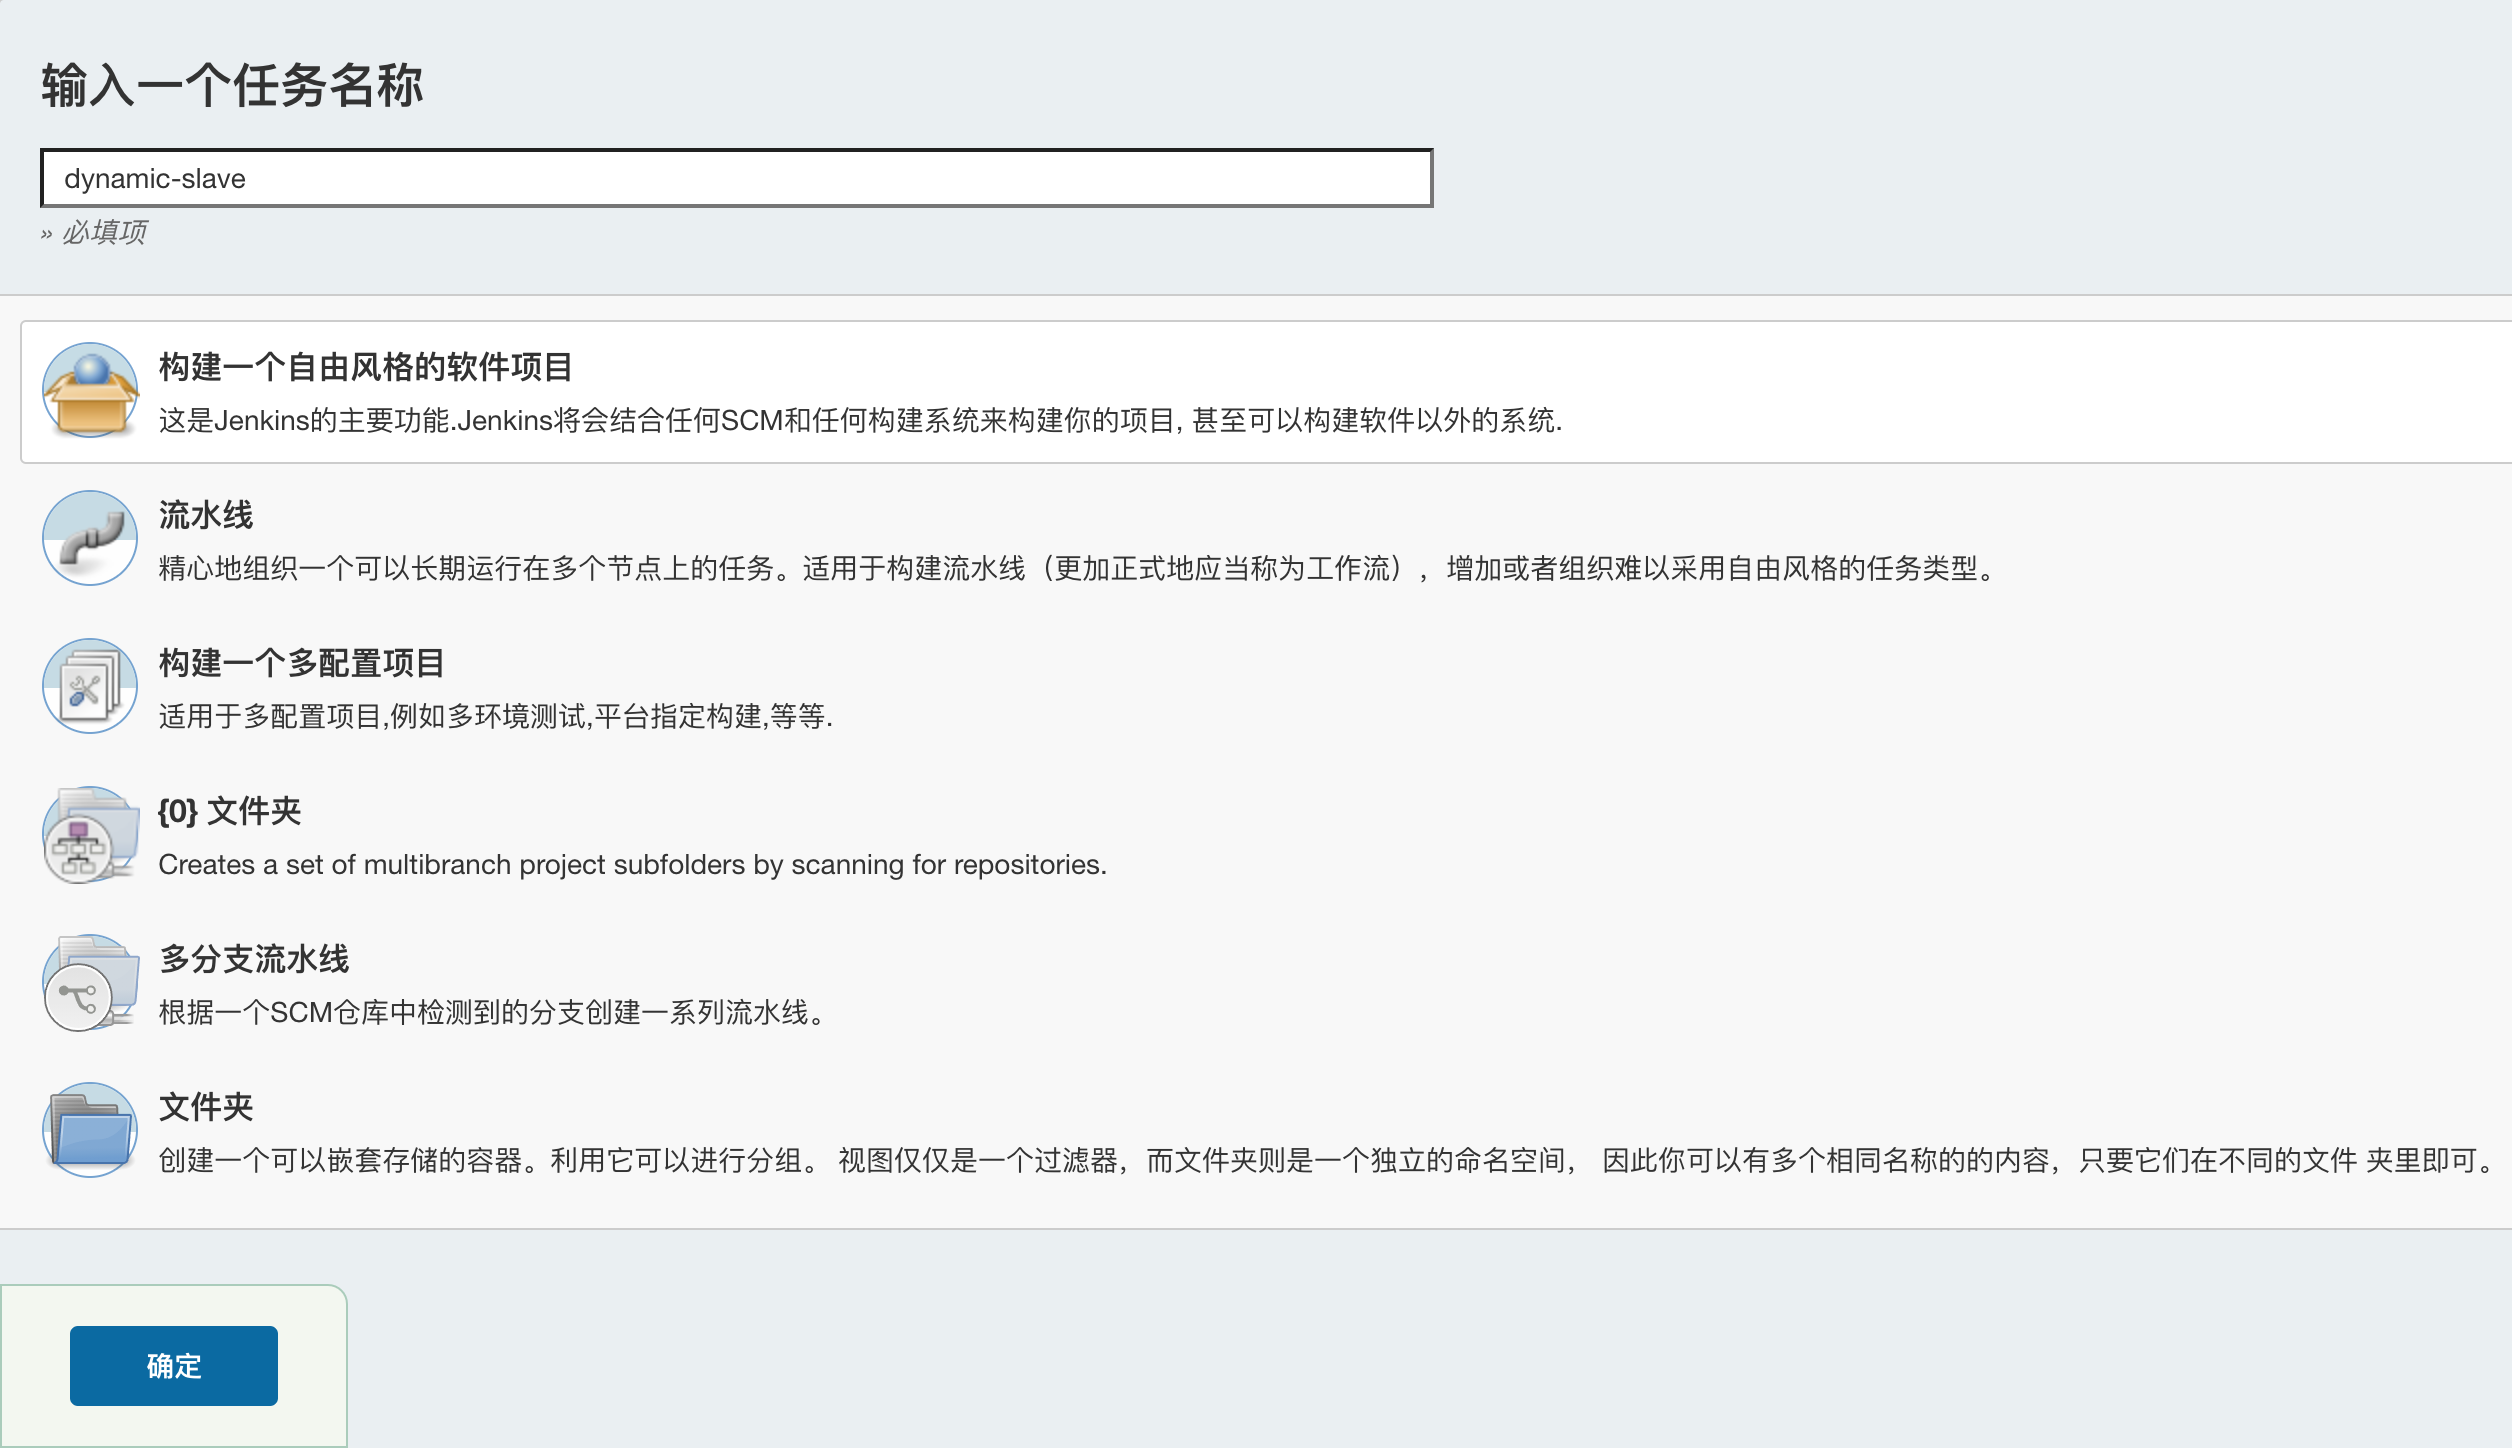 输入一个任务名称
dynamic-slave
» 必填项
构建一个自由风格的软件项目
这是Jenkins的主要功能.Jenkins将会结合任何SCM和任何构建系统来构建你的项目, 甚至可以构建软件以外的系统.
流水线
精心地组织一个可以长期运行在多个节点上的任务。适用于构建流水线（更加正式地应当称为工作流），增加或者组织难以采用自由风格的任务类型。
构建一个多配置项目
适用于多配置项目,例如多环境测试,平台指定构建,等等.
{0} 文件夹
Creates a set of multibranch project subfolders by scanning for repositories.
多分支流水线
根据一个SCM仓库中检测到的分支创建一系列流水线。
文件夹
创建一个可以嵌套存储的容器。利用它可以进行分组。 视图仅仅是一个过滤器，而文件夹则是一个独立的命名空间， 因此你可以有多个相同名称的的内容，只要它们在不同的文件 夹里即可。
确定